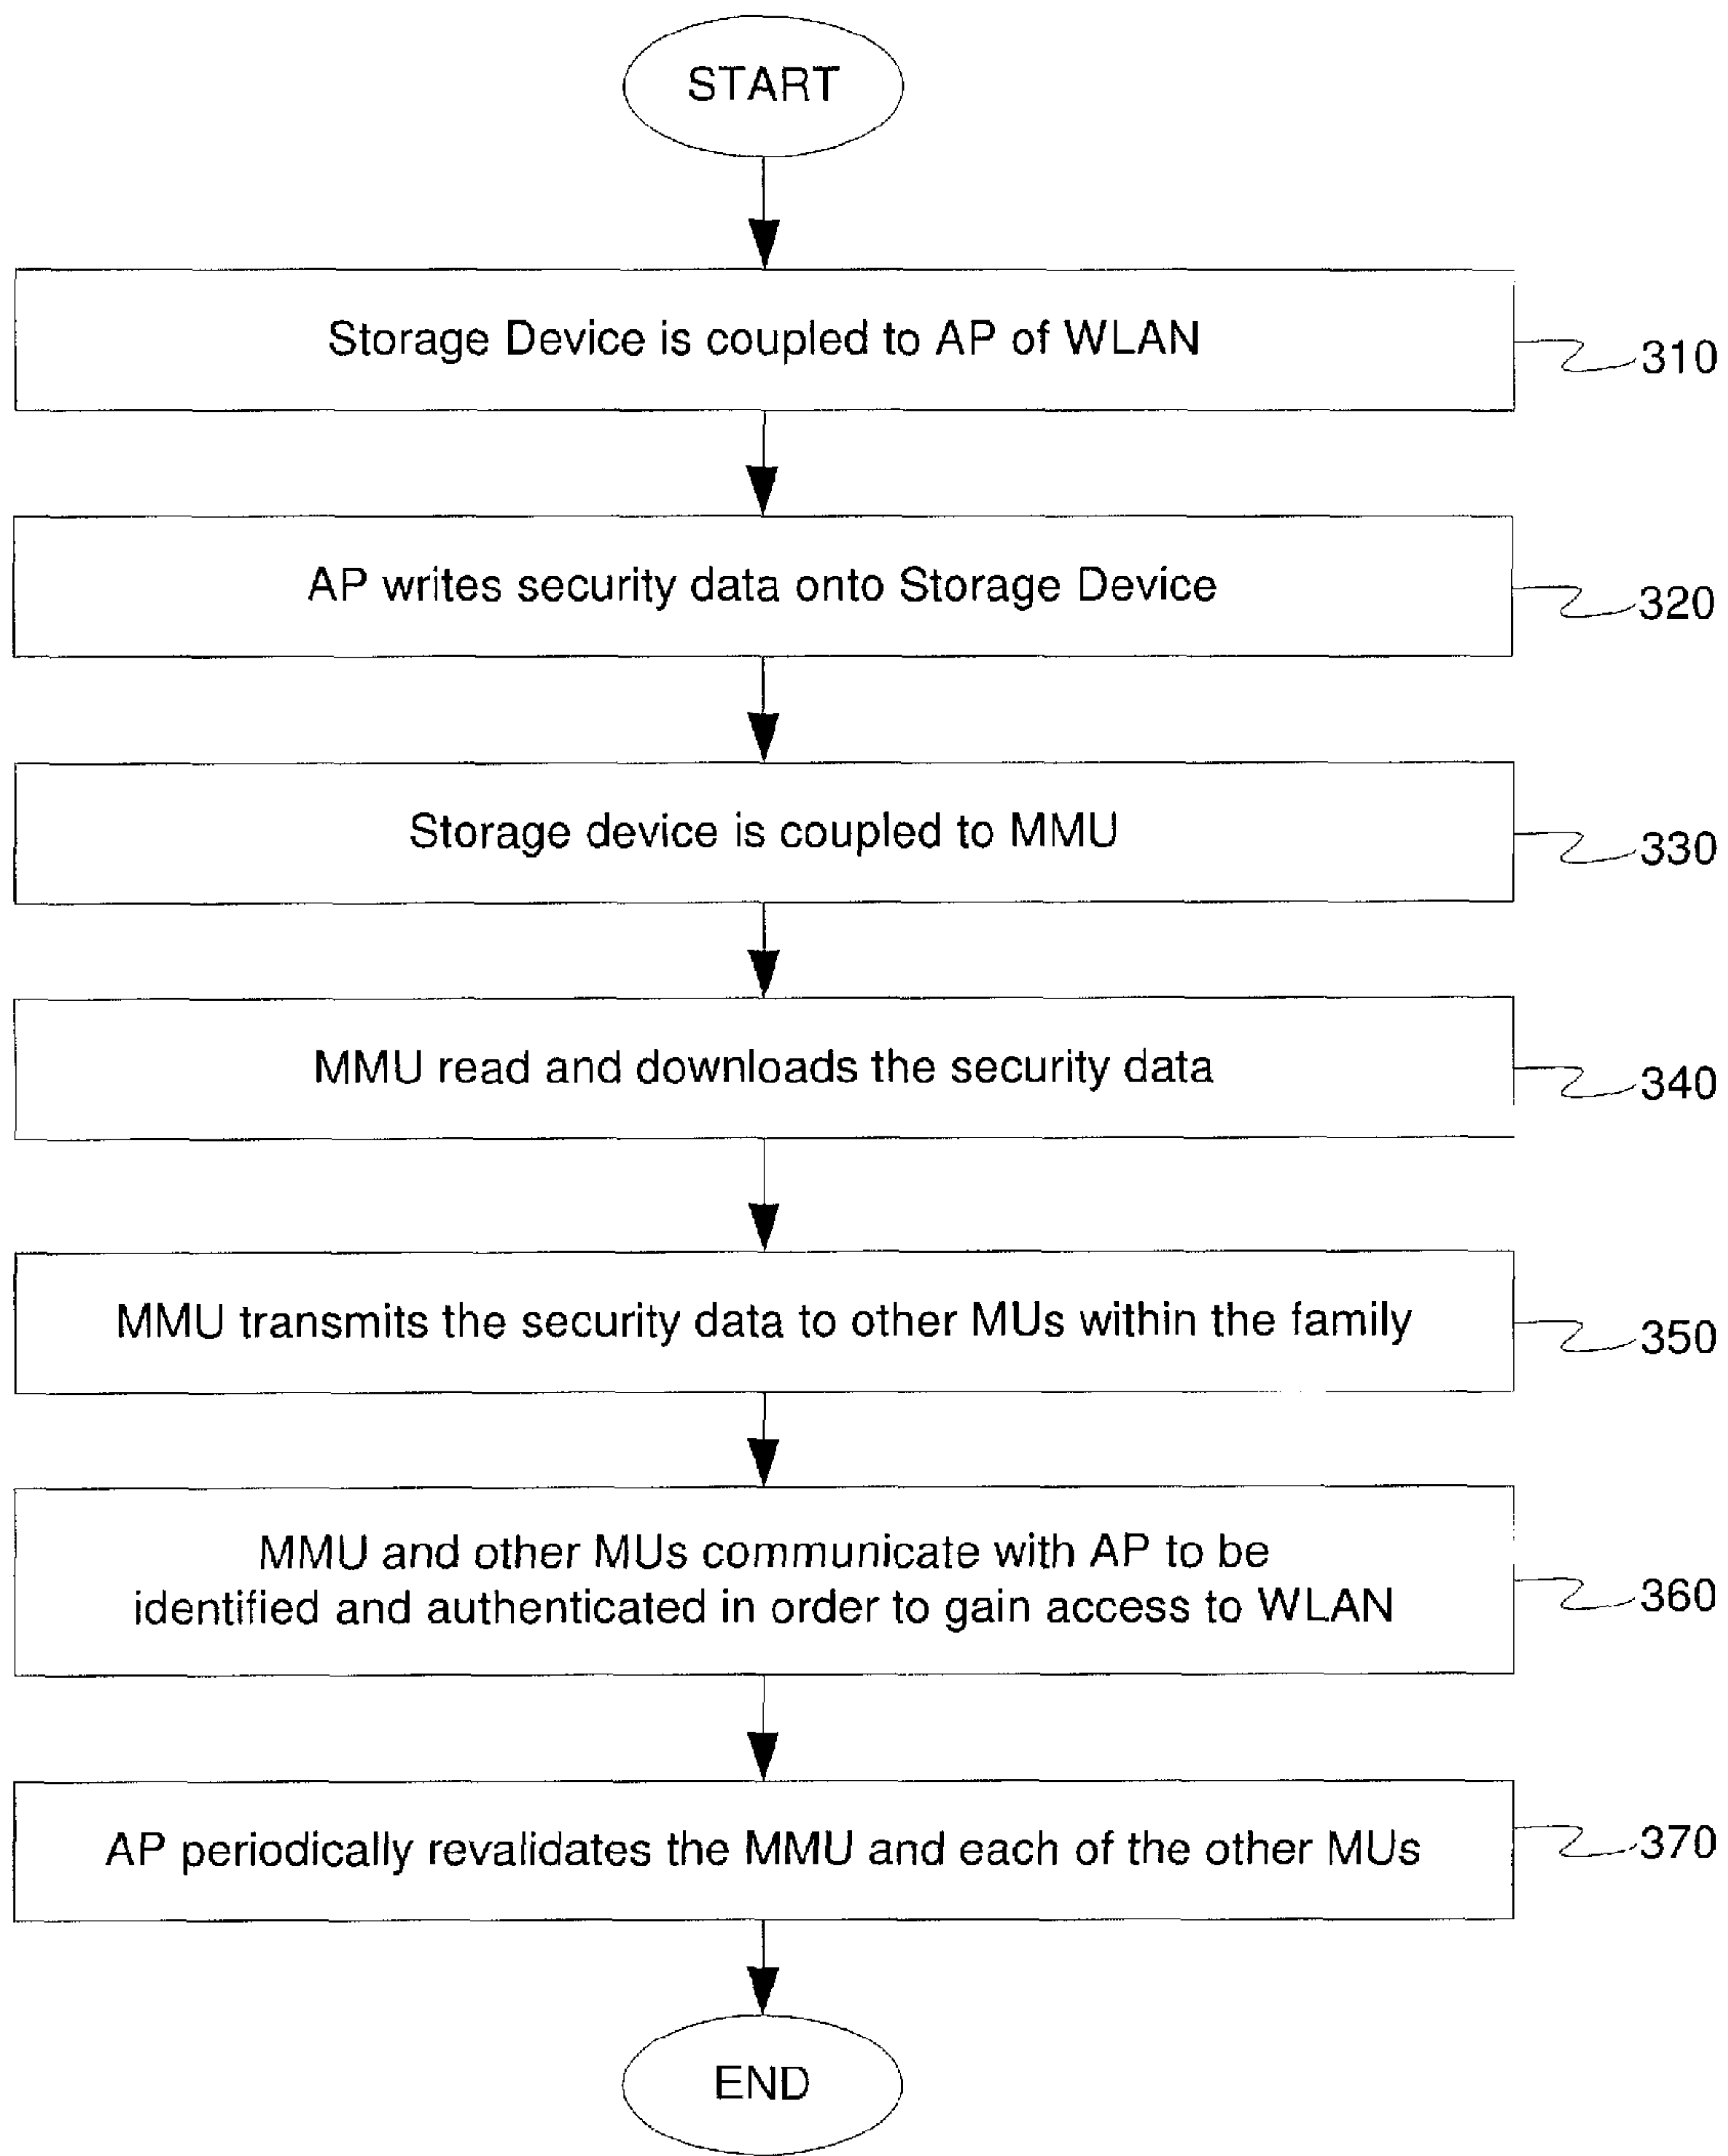 START
Storage Device is coupled to AP of WLAN
310
AP writes security data onto Storage Device
320
Storage device is coupled to MMU
330
MMU read and downloads the security data
340
MMU transmits the security data to other MUs within the family
350
MMU and other MUs communicate with AP to be
identified and authenticated in order to gain access to WLAN
360
AP periodically revalidates the MMU and each of the other MUs
370
END